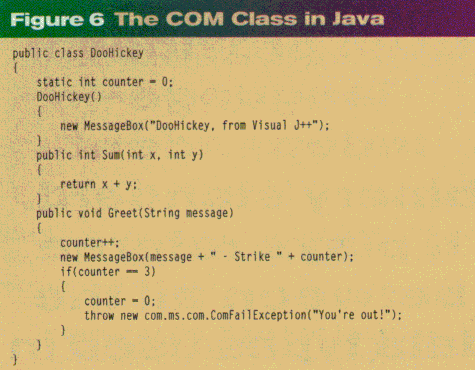 Figure 6 The COM Class in Java
public class DooHickey
{
static int counter = 0;
DooHickey()
{
new MessageBox("DooHickey, from Visual J++");
}
public int Sum(int x, int y)
{
return x + y;
}
public void Greet(String message)
{
counter++;
new MessageBox(message + " - Strike " + counter);
if(counter == 3)
{
counter = 0;
throw new com.ms.com.ComFailException("You're out!");
}
}
}